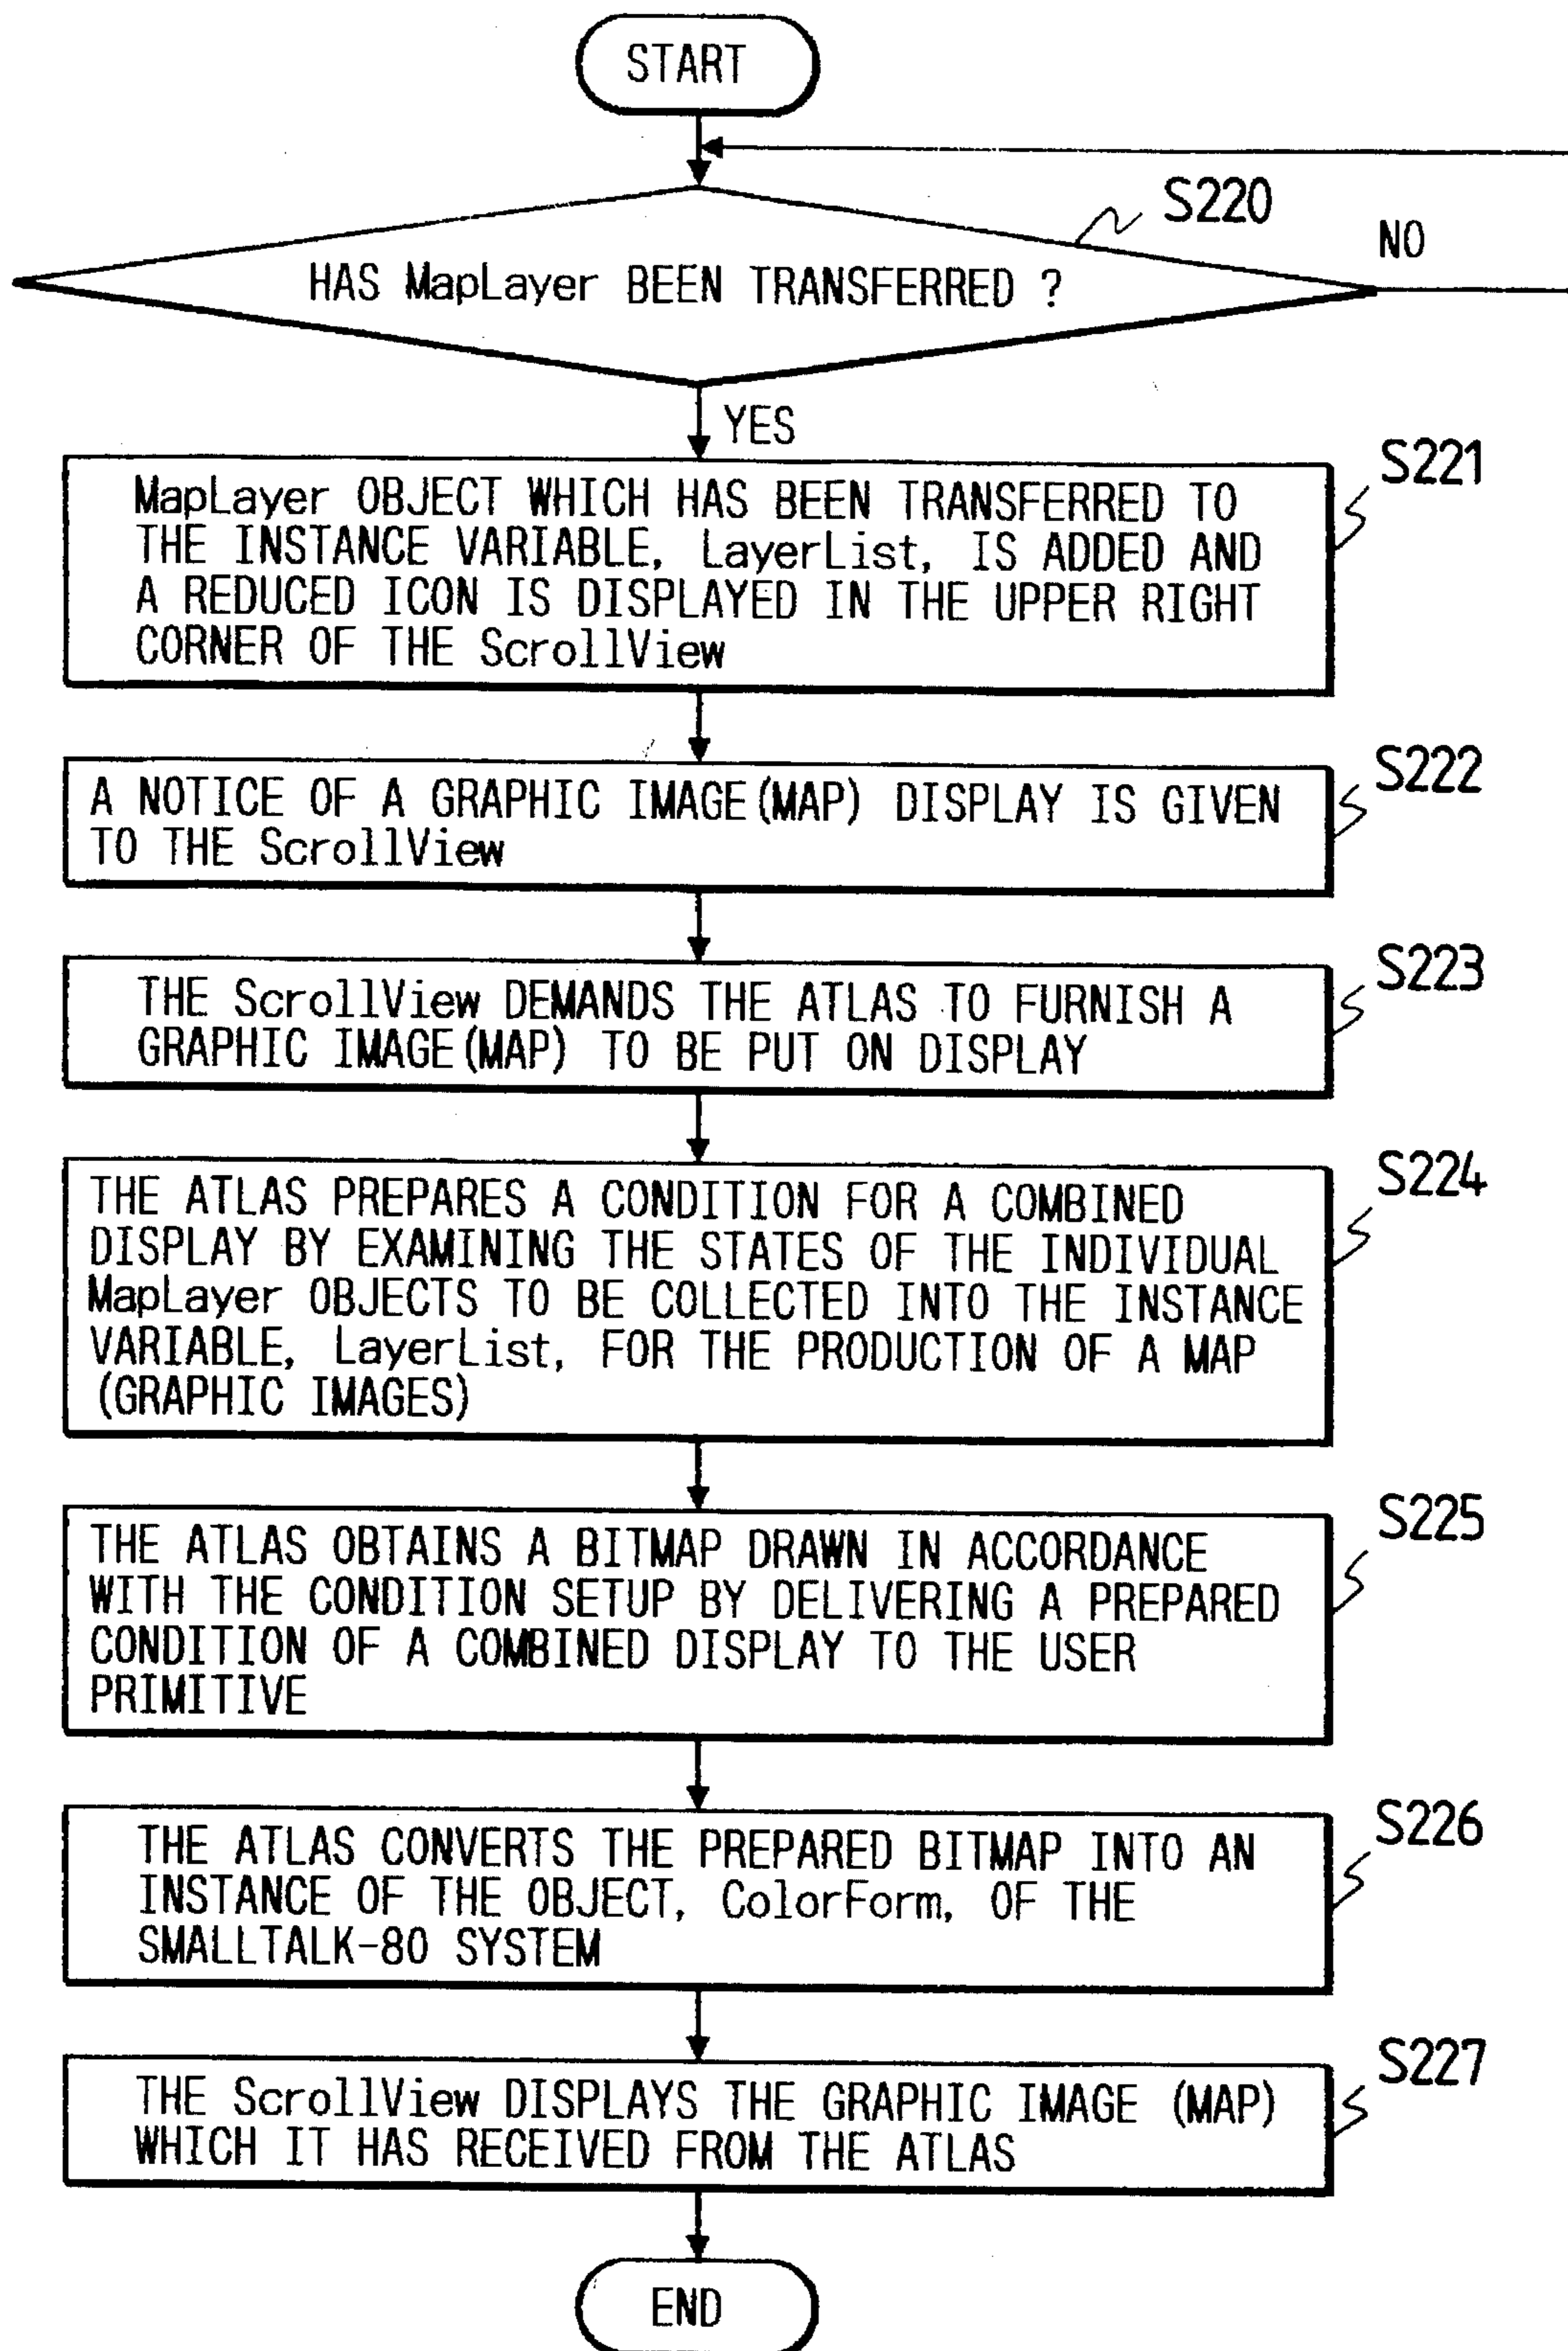 START
S220
NO
HAS MapLayer BEEN TRANSFERRED ?
YES
S221
MapLayer OBJECT WHICH HAS BEEN TRANSFERRED TO
THE INSTANCE VARIABLE, LayerList, IS ADDED AND
A REDUCED ICON IS DISPLAYED IN THE UPPER RIGHT
CORNER OF THE ScrollView
S222
A NOTICE OF A GRAPHIC IMAGE(MAP) DISPLAY IS GIVEN
TO THE ScrollView
S223
THE ScrollView DEMANDS THE ATLAS TO FURNISH A
GRAPHIC IMAGE(MAP) TO BE PUT ON DISPLAY
S224
THE ATLAS PREPARES A CONDITION FOR A COMBINED
DISPLAY BY EXAMINING THE STATES OF THE INDIVIDUAL
MapLayer OBJECTS TO BE COLLECTED INTO THE INSTANCE
VARIABLE, LayerList, FOR THE PRODUCTION OF A MAP
(GRAPHIC IMAGES)
S225
THE ATLAS OBTAINS A BITMAP DRAWN IN ACCORDANCE
WITH THE CONDITION SETUP BY DELIVERING A PREPARED
CONDITION OF A COMBINED DISPLAY TO THE USER
PRIMITIVE
S226
THE ATLAS CONVERTS THE PREPARED BITMAP INTO AN
INSTANCE OF THE OBJECT, ColorForm, OF THE
SMALLTALK-80 SYSTEM
S227
THE ScrollView DISPLAYS THE GRAPHIC IMAGE (MAP)
WHICH IT HAS RECEIVED FROM THE ATLAS
END